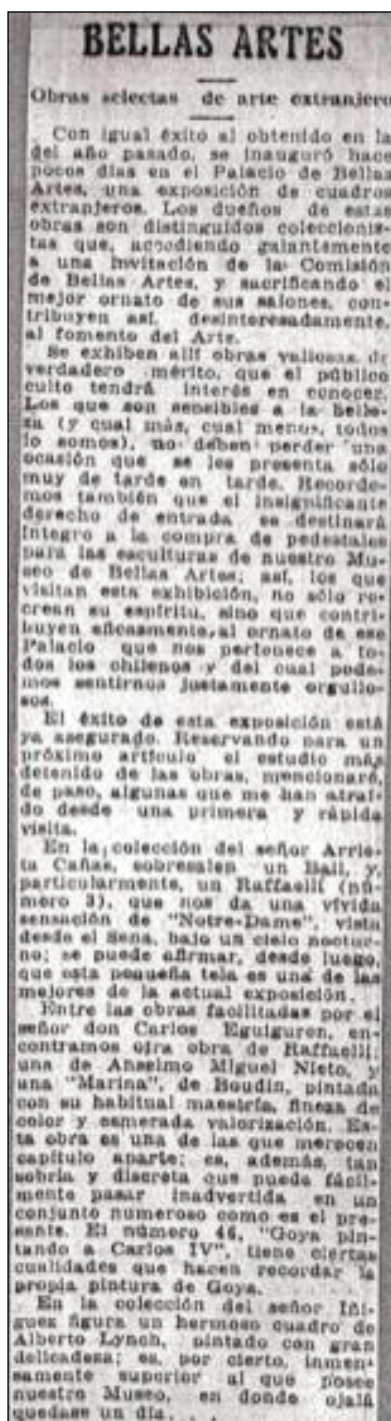 BELLAS ARTES
Obras selectas de arte extranjero
Con igual éxito al obtenido en la
del año pasado, se inauguró hace
pocos días en el Palacio de Bellas
Artes, una exposición de cuadros
extranjeros. Los dueños de estas
obras son distinguidos coleccionis-
tas que, accediendo galantemente
a una invitación de la Comisión
de Bellas Artes, y sacrificando el
mejor ornato de sus salones, con-
tribuyen así, desinteresadamente,
al fomento del Arte.
Se exhiben allí obras valiosas de
verdadero mérito, que el público
culto tendrá interés en conocer.
Los que son sensibles a la belle-
za (y cual más, cual menos, todos
lo somos), no deben perder una
ocasión que se les presenta sólo
muy de tarde en tarde. Recorde-
mos también que el insignificante
derecho de entrada se destinará
íntegro a la compra de pedestales
para las esculturas de nuestro Mu-
seo de Bellas Artes; así, los que
visitan esta exhibición, no sólo re-
crean su espíritu, sino que contri-
buyen eficasmente, al ornato de ese
Palacio que nos pertenece a to-
dos los chilenos y del cual pode-
mos sentirnos justamente orgullo-
sos.
El éxito de esta exposición está
ya asegurado. Reservando para un
próximo artículo el estudio más
detenido de las obras, mencionaré,
de paso, algunas que me han atraí-
do desde una primera y rápida
visita.
En la colección del señor Arrie-
ta Cañas, sobresalen un Bail, y,
particularmente, un Raffaelli (nú-
mero 3), que nos da una vívida
sensación de "Notre-Dame", vista
desde el Sena, bajo un cielo noctur-
no; se puede afirmar, desde luego,
que esta pequeña tela es una de las
mejores de la actual exposición.
Entre las obras facilitadas por el
señor don Carlos Eguiguren, en-
contramos otra obra de Raffaelli;
una de Anselmo Miguel Nieto, y
una "Marina", de Boudin, pintada
con su habitual maestría, fineza de
color y esmerada valorización. Es-
ta obra es una de las que merecen
capítulo aparte; es, además, tan
sobria y discreta que puede fácil-
mente pasar inadvertida en un
conjunto numeroso como es el pre-
sente. El número 46, "Goya pin-
tando a Carlos IV", tiene ciertas
cualidades que hacen recordar la
propia pintura de Goya.
En la colección del señor Iñi-
guez figura un hermoso cuadro de
Alberto Lynch, pintado con gran
delicadeza; es, por cierto, inmen-
samente superior al que posee
nuestro Museo, en donde ojalá
quedase un día. . .